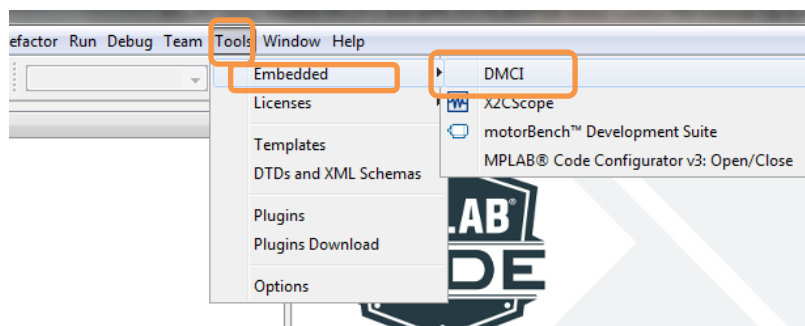 efactor Run Debug Team Tools Window Help
Embedded
DMCI
Licenses
X2CScope
motorBench™ Development Suite
Templates
MPLAB® Code Configurator v3: Open/Close
DTDs and XML Schemas
Plugins
LAB®
Plugins Download
DE
Options